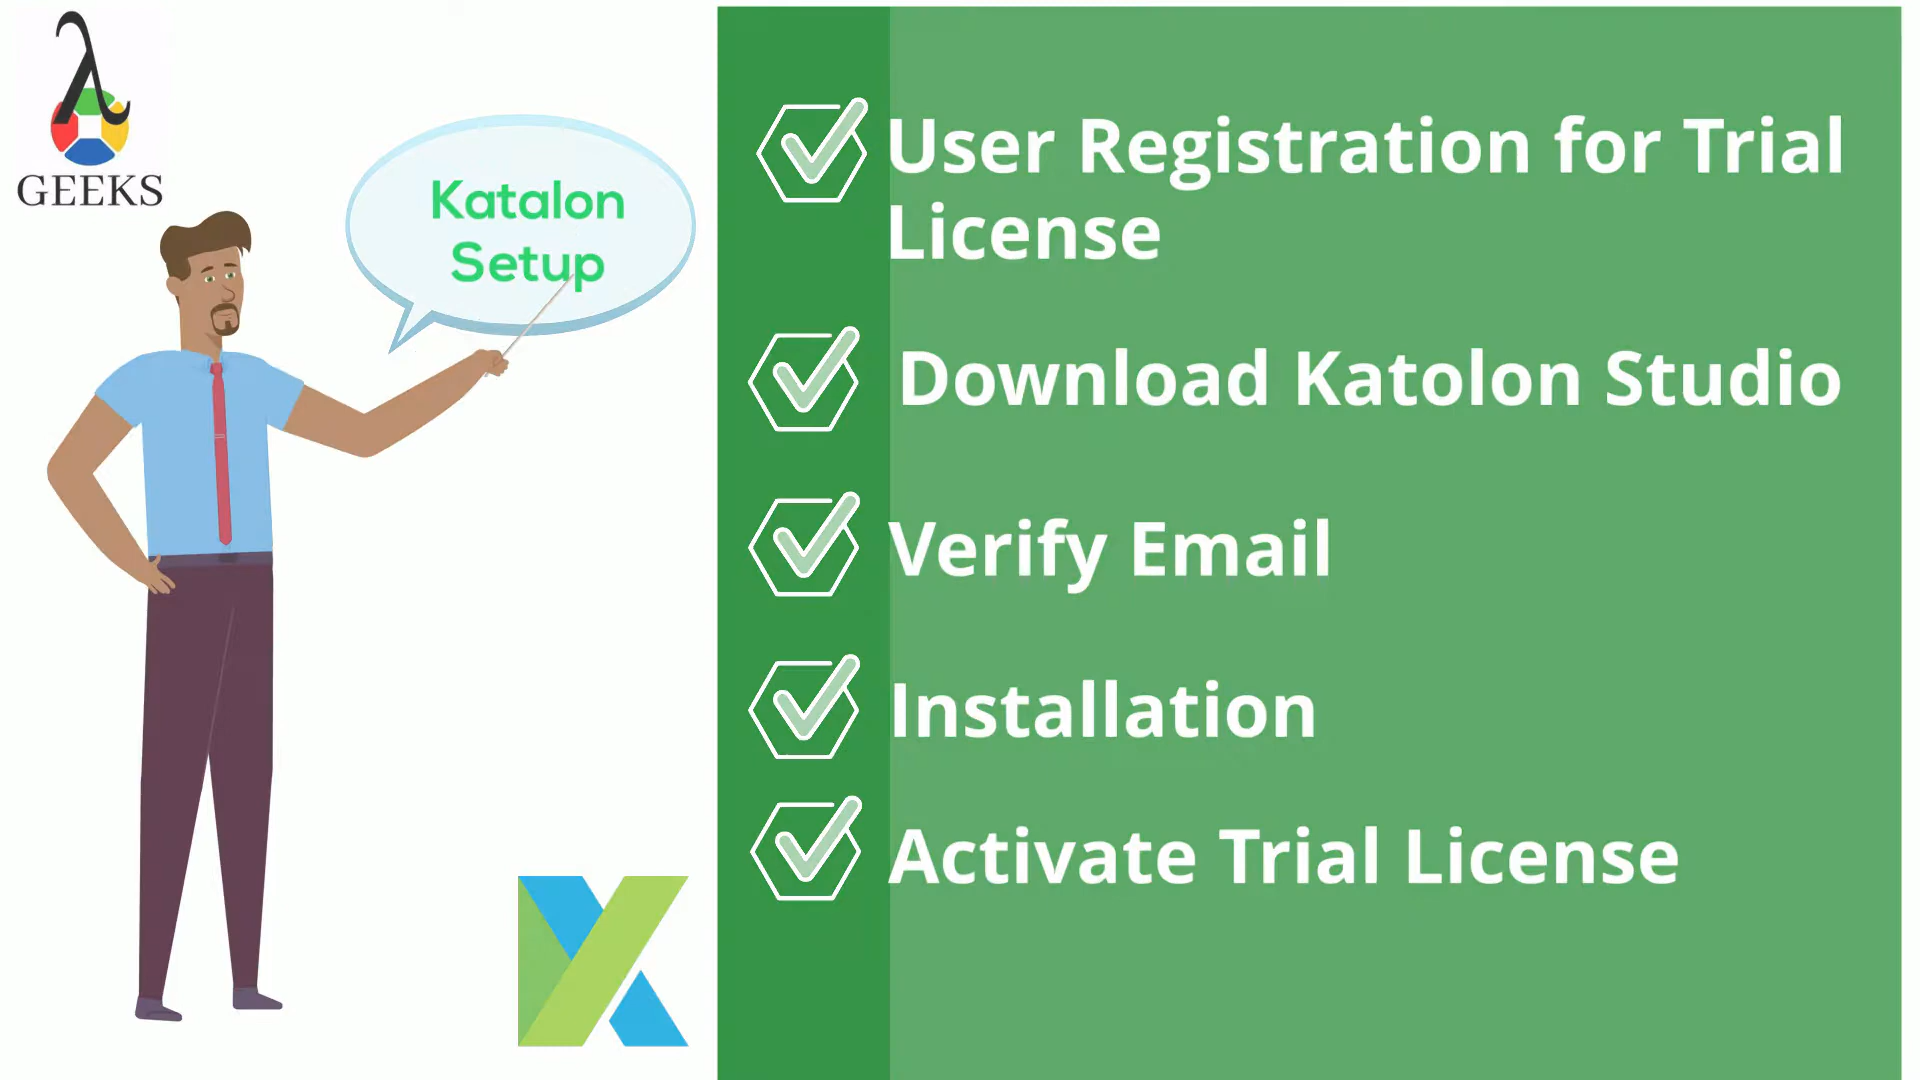 λ
GEEKS
Katalon
Setup
User Registration for Trial
License
Download Katolon Studio
Verify Email
Installation
Activate Trial License